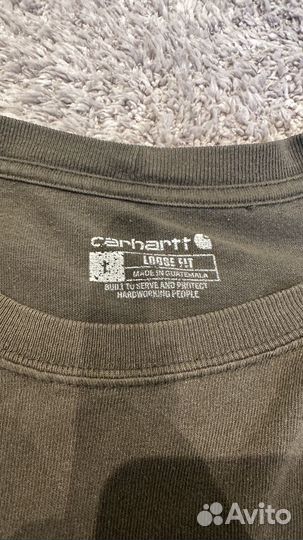 carhartt
LOOSE FIT
MADE IN GUATEMALA
BUILT TO SERVE AND PROTECT
HARDWORKING PEOPLE
Avito